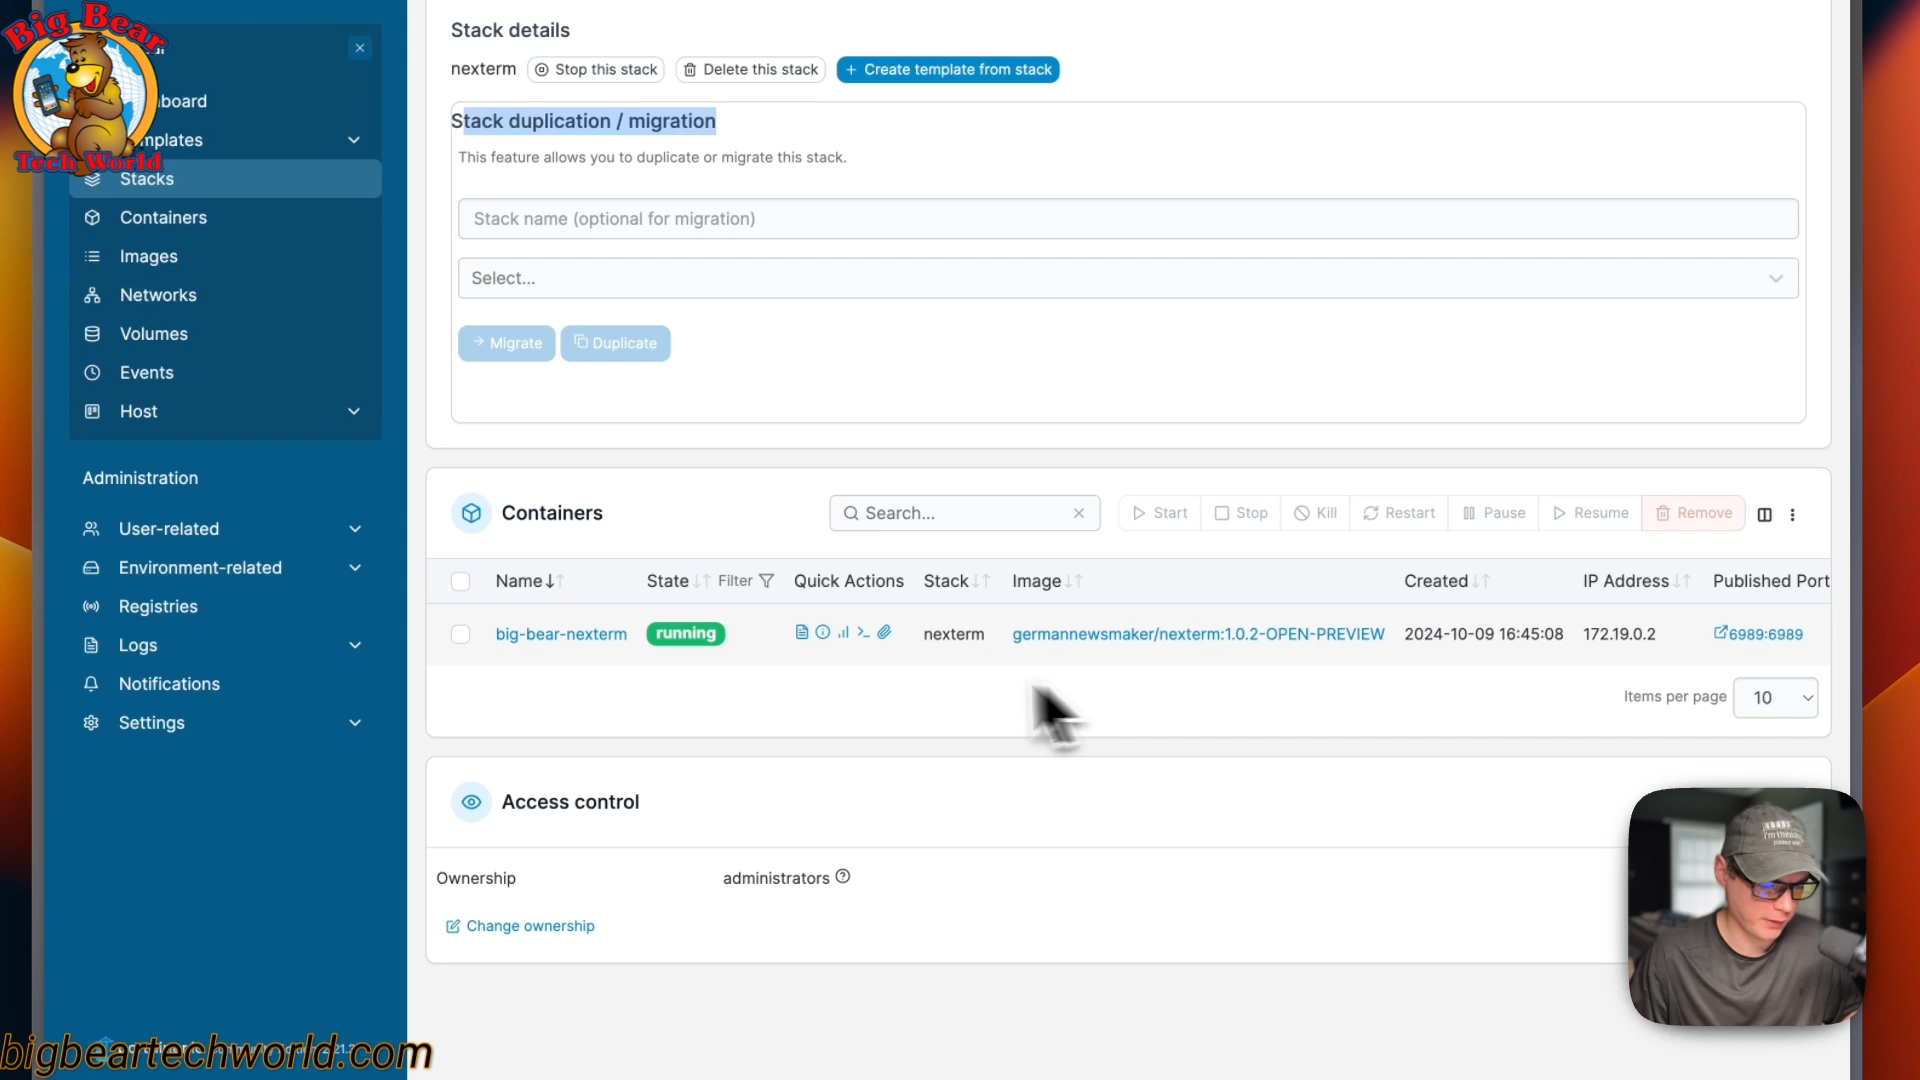 Big Bear
Tech World
board
mplates
Stacks
Containers
Images
Networks
Volumes
Events
Host
Administration
User-related
Environment-related
Registries
Logs
Notifications
Settings
bigbeartechworld.com
Stack details
nexterm Stop this stack Delete this stack + Create template from stack
Stack duplication / migration
This feature allows you to duplicate or migrate this stack.
Stack name (optional for migration)
Select...
Migrate Duplicate
Containers Search... Start Stop Kill Restart Pause Resume Remove
Name State Filter Quick Actions Stack Image Created IP Address Published Port
big-bear-nexterm running nexterm germannewsmaker/nexterm:1.0.2-OPEN-PREVIEW 2024-10-09 16:45:08 172.19.0.2 6989:6989
Items per page 10
Access control
Ownership administrators
Change ownership